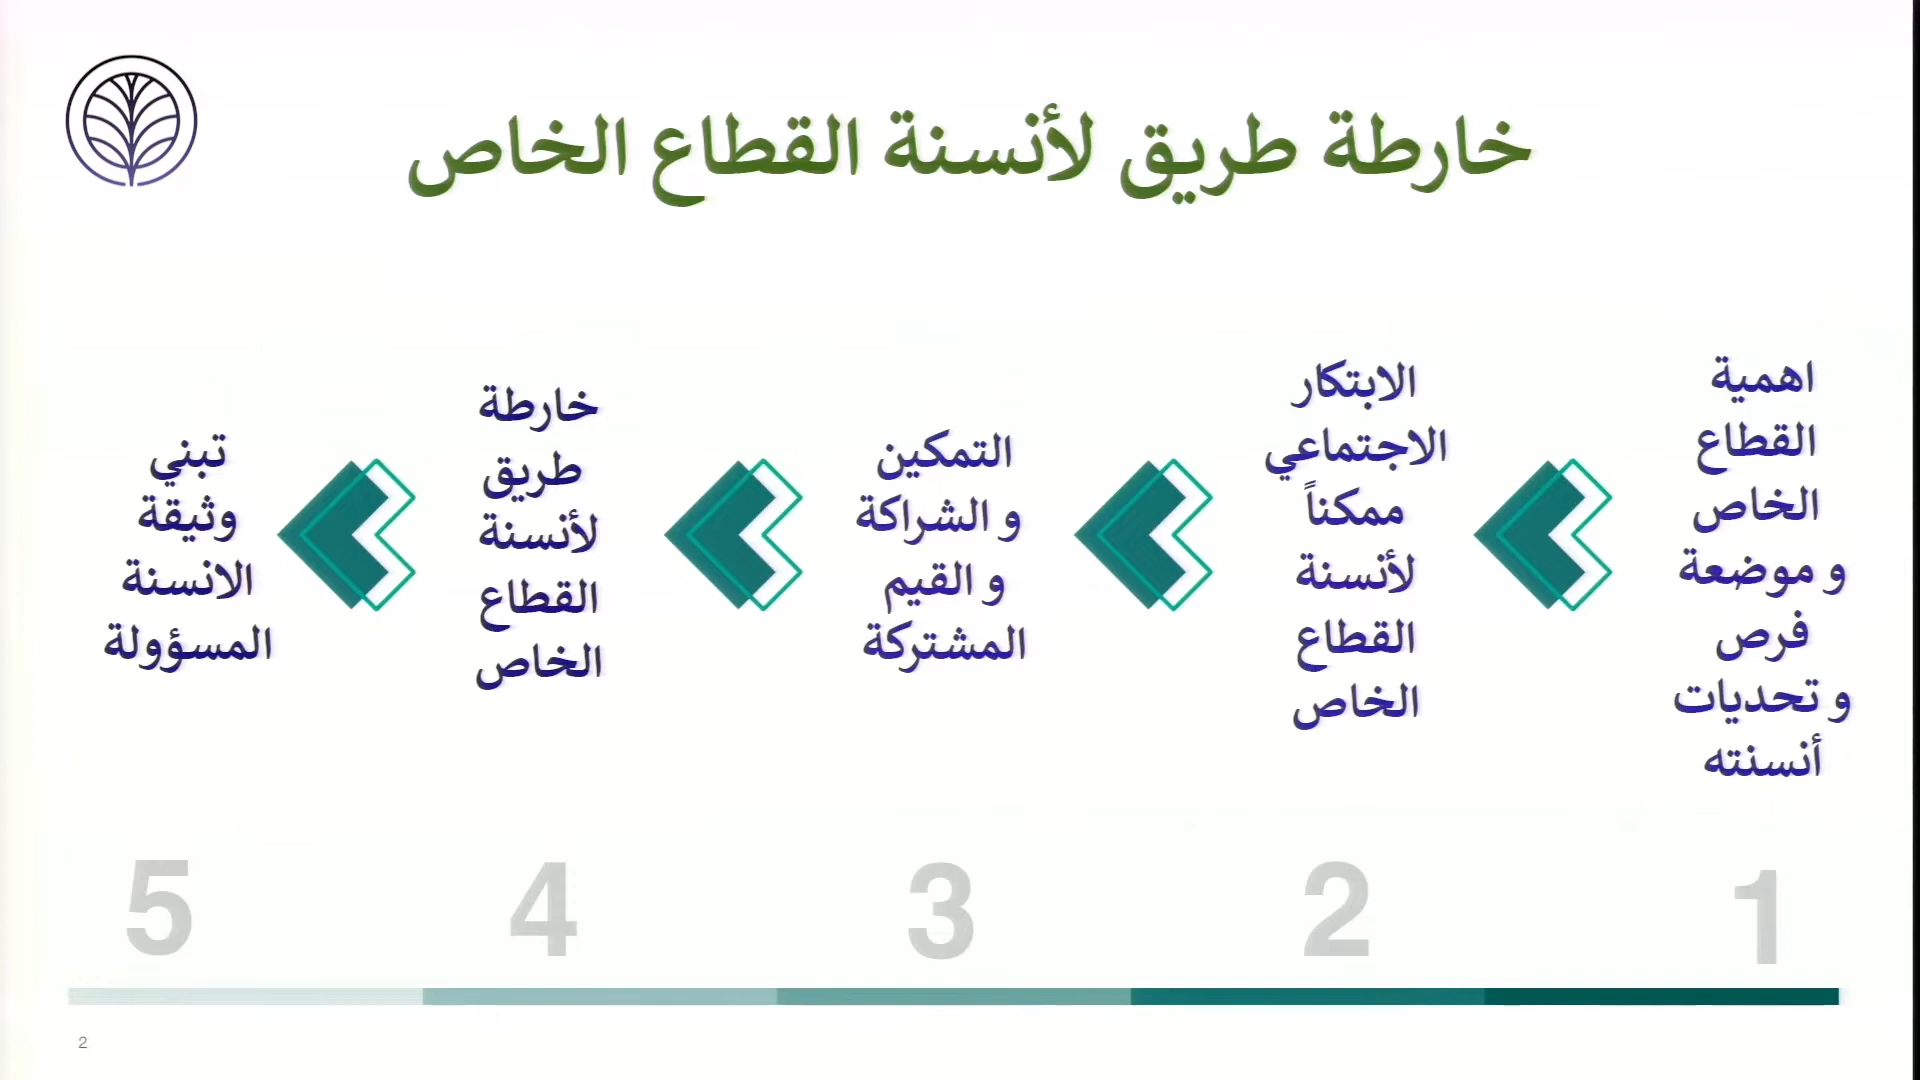 خارطة طريق لأنسنة القطاع الخاص
اهمية
القطاع
الخاص
و موضعة
فرص
و تحديات
أنسنته
الابتكار
الاجتماعي
ممكناً
لأنسنة
القطاع
الخاص
التمكين
و الشراكة
و القيم
المشتركة
خارطة
طريق
لأنسنة
القطاع
الخاص
تبني
وثيقة
الانسنة
المسؤولة
1
2
3
4
5
2